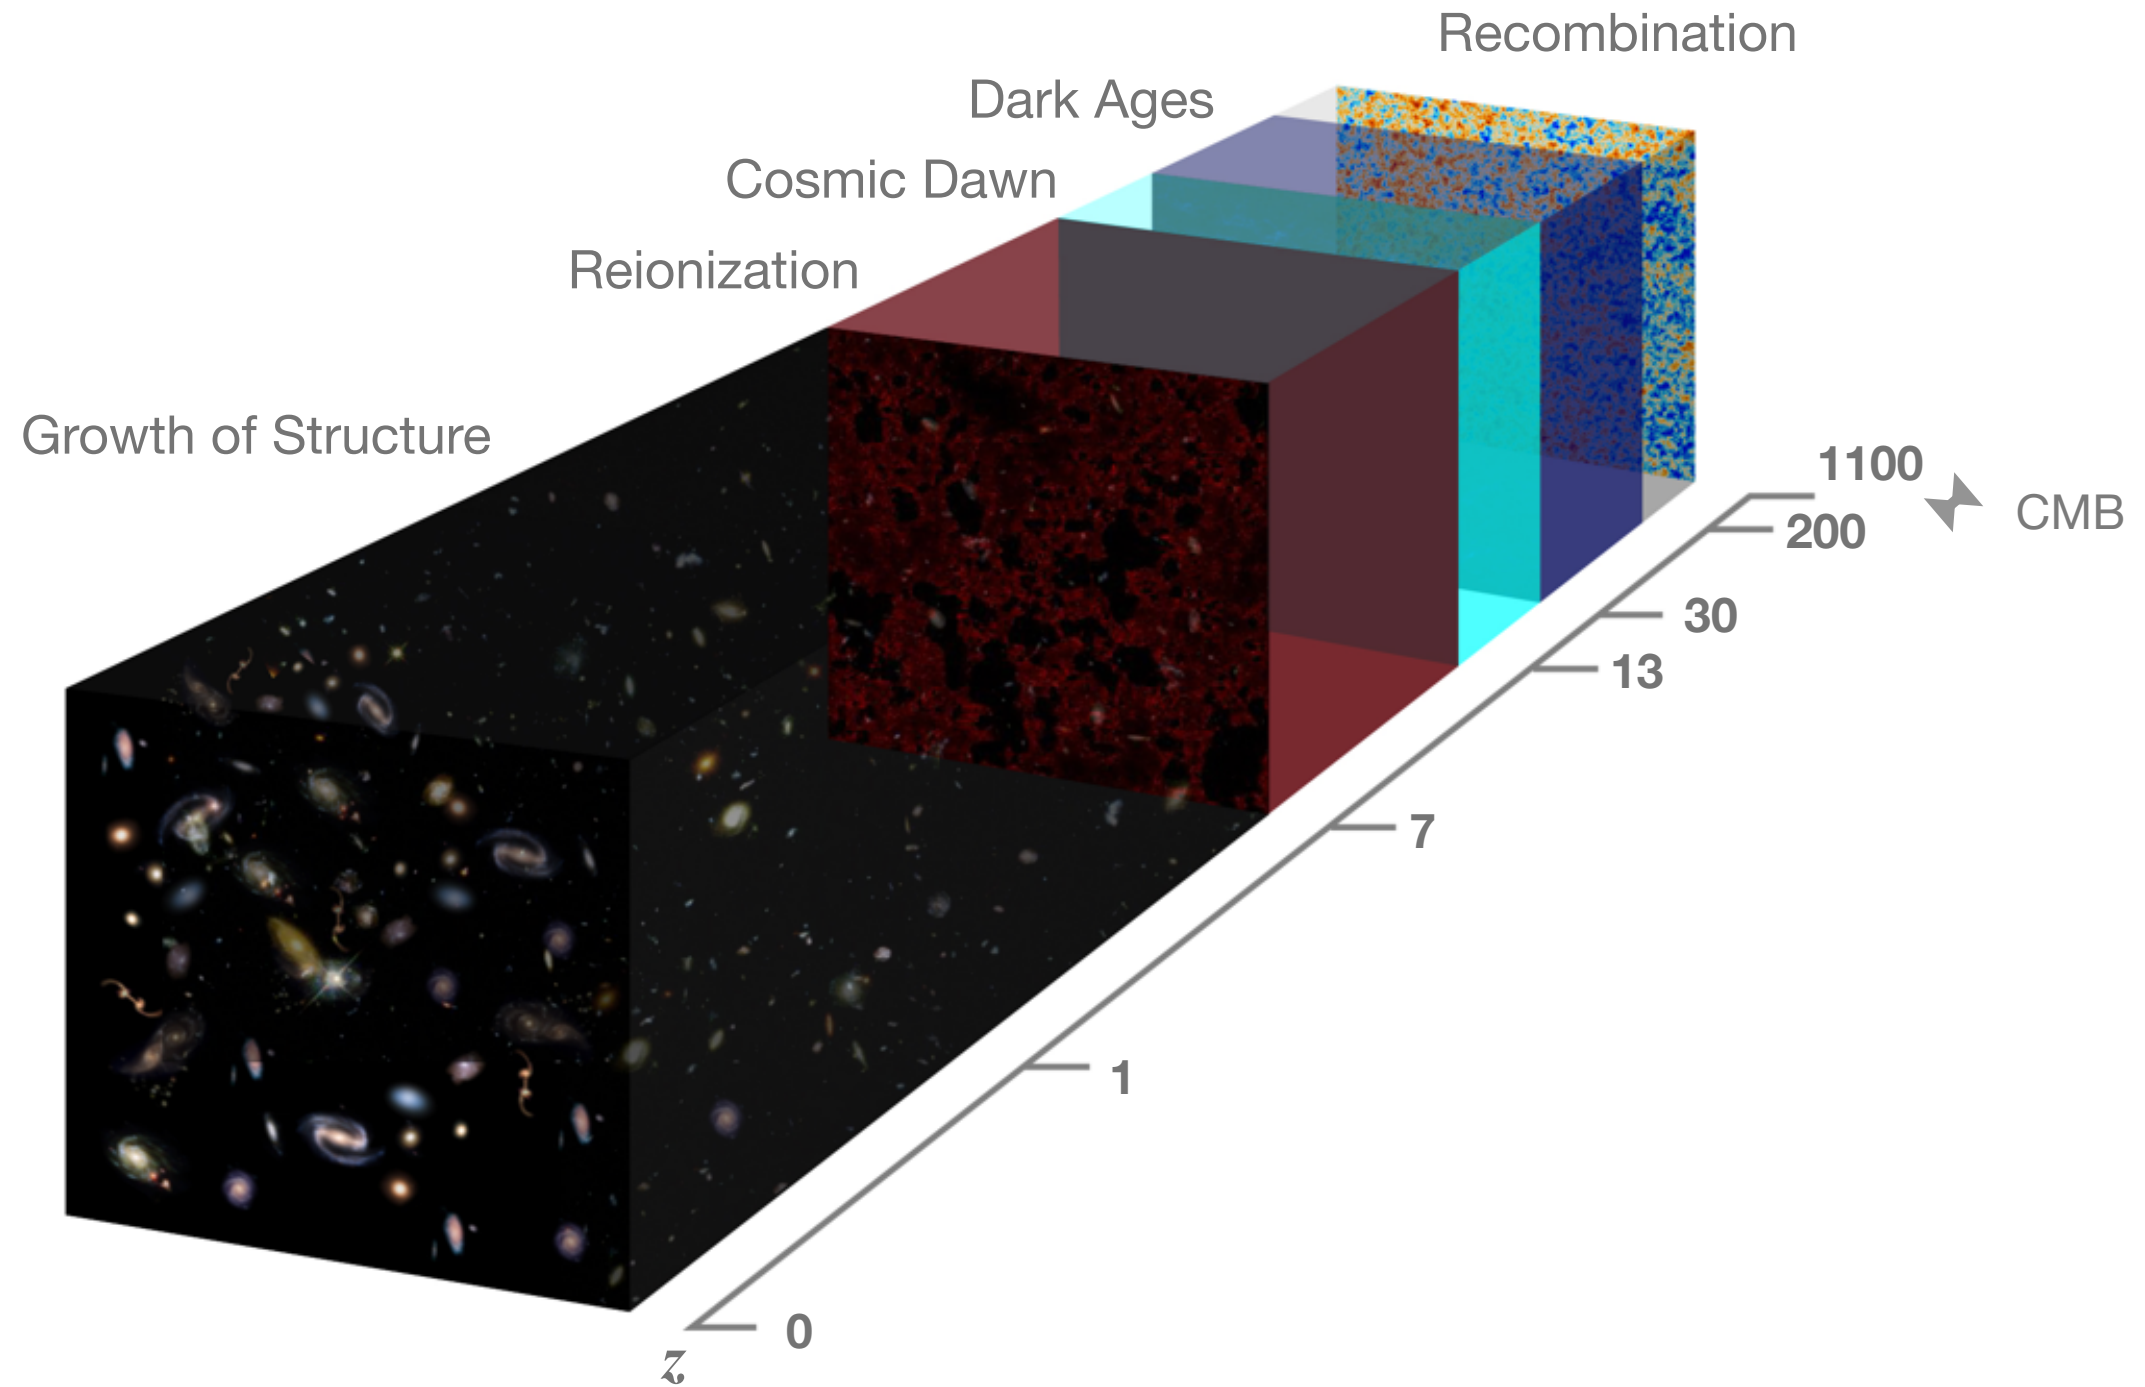 Recombination
Dark Ages
Cosmic Dawn
Reionization
Growth of Structure
1100
CMB
200
30
13
7
1
0
z